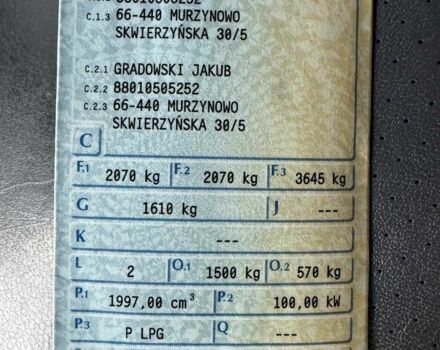 88010505252
C.1.3 66-440 MURZYNOWO
SKWIERZYŃSKA 30/5
C.2.1 GRADOWSKI JAKUB
C.2.2 88010505252
C.2.3 66-440 MURZYNOWO
SKWIERZYŃSKA 30/5
C
F.1 2070 kg F.2 2070 kg F.3 3645 kg
G 1610 kg J ---
K ---
L 2 O.1 1500 kg O.2 570 kg
P.1 1997,00 cm³ P.2 100,00 kW
P.3 P LPG Q ---